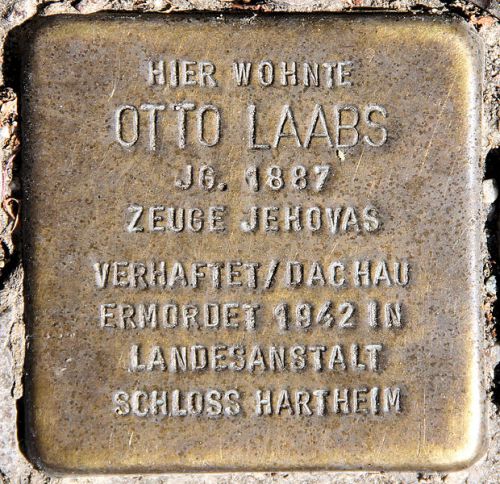 HIER WOHNTE
OTTO LAABS
JG. 1887
ZEUGE JEHOVAS
VERHAFTET/DACHAU
ERMORDET 1942 IN
LANDESANSTALT
SCHLOSS HARTHEIM